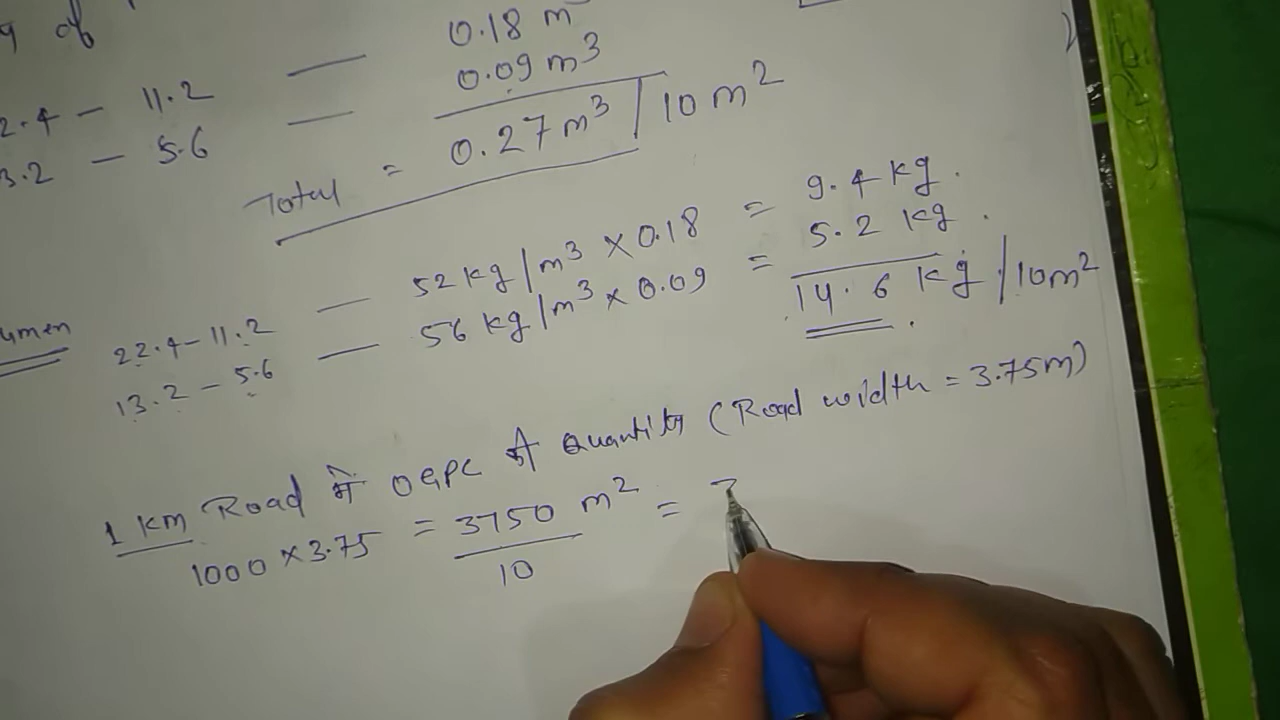 of
0.18 m
2.4 - 11.2 — 0.09 m³
3.2 - 5.6 —
Total = 0.27 m³ / 10 m²
52 kg/m³ × 0.18 = 9.4 kg.
22.4 - 11.2 — 56 kg/m³ × 0.09 = 5.2 kg.
13.2 - 5.6 — 14.6 kg / 10m²
umen
1 KM Road में OGPC की Quantity (Road width = 3.75m)
1000 × 3.75 = 3750 m² / 10 =